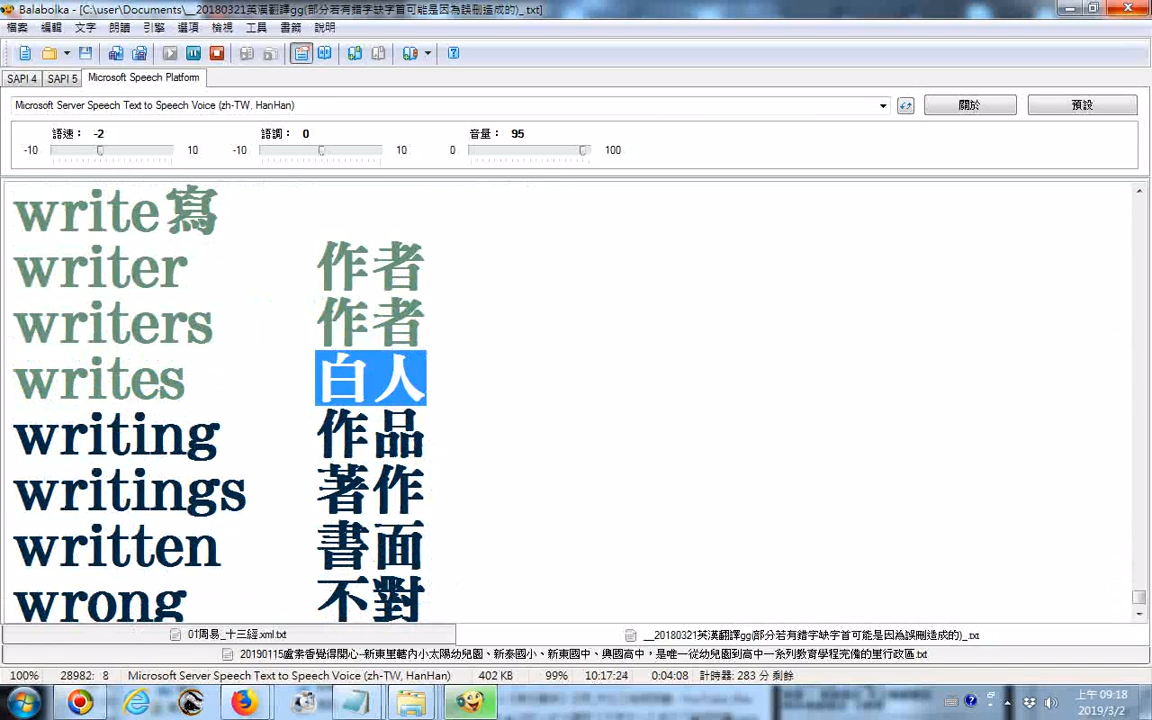 Balabolka - [C:\user\Documents\__20180321英漢翻譯gg(部分若有錯字缺字首可能是因為誤刪造成的)_.txt]
檔案 編輯 文字 朗讀 引擎 選項 檢視 工具 書籤 說明
SAPI 4 SAPI 5 Microsoft Speech Platform
Microsoft Server Speech Text to Speech Voice (zh-TW, HanHan) 關於 預設
語速： -2 語調： 0 音量： 95
-10 10 -10 10 0 100
write寫
writer 作者
writers 作者
writes 白人
writing 作品
writings 著作
written 書面
wrong 不對
01周易_十三經.xml.txt __20180321英漢翻譯gg(部分若有錯字缺字首可能是因為誤刪造成的)_.txt
20190115盧素香覺得開心--新東里轄內小太陽幼兒園、新泰國小、新東國中、興國高中，是唯一從幼兒園到高中一系列教育學程完備的里行政區.txt
100% 28982: 8 Microsoft Server Speech Text to Speech Voice (zh-TW, HanHan) 402 KB 99% 10:17:24 0:04:08 計時器: 283 分 剩餘
上午 09:18
2019/3/2